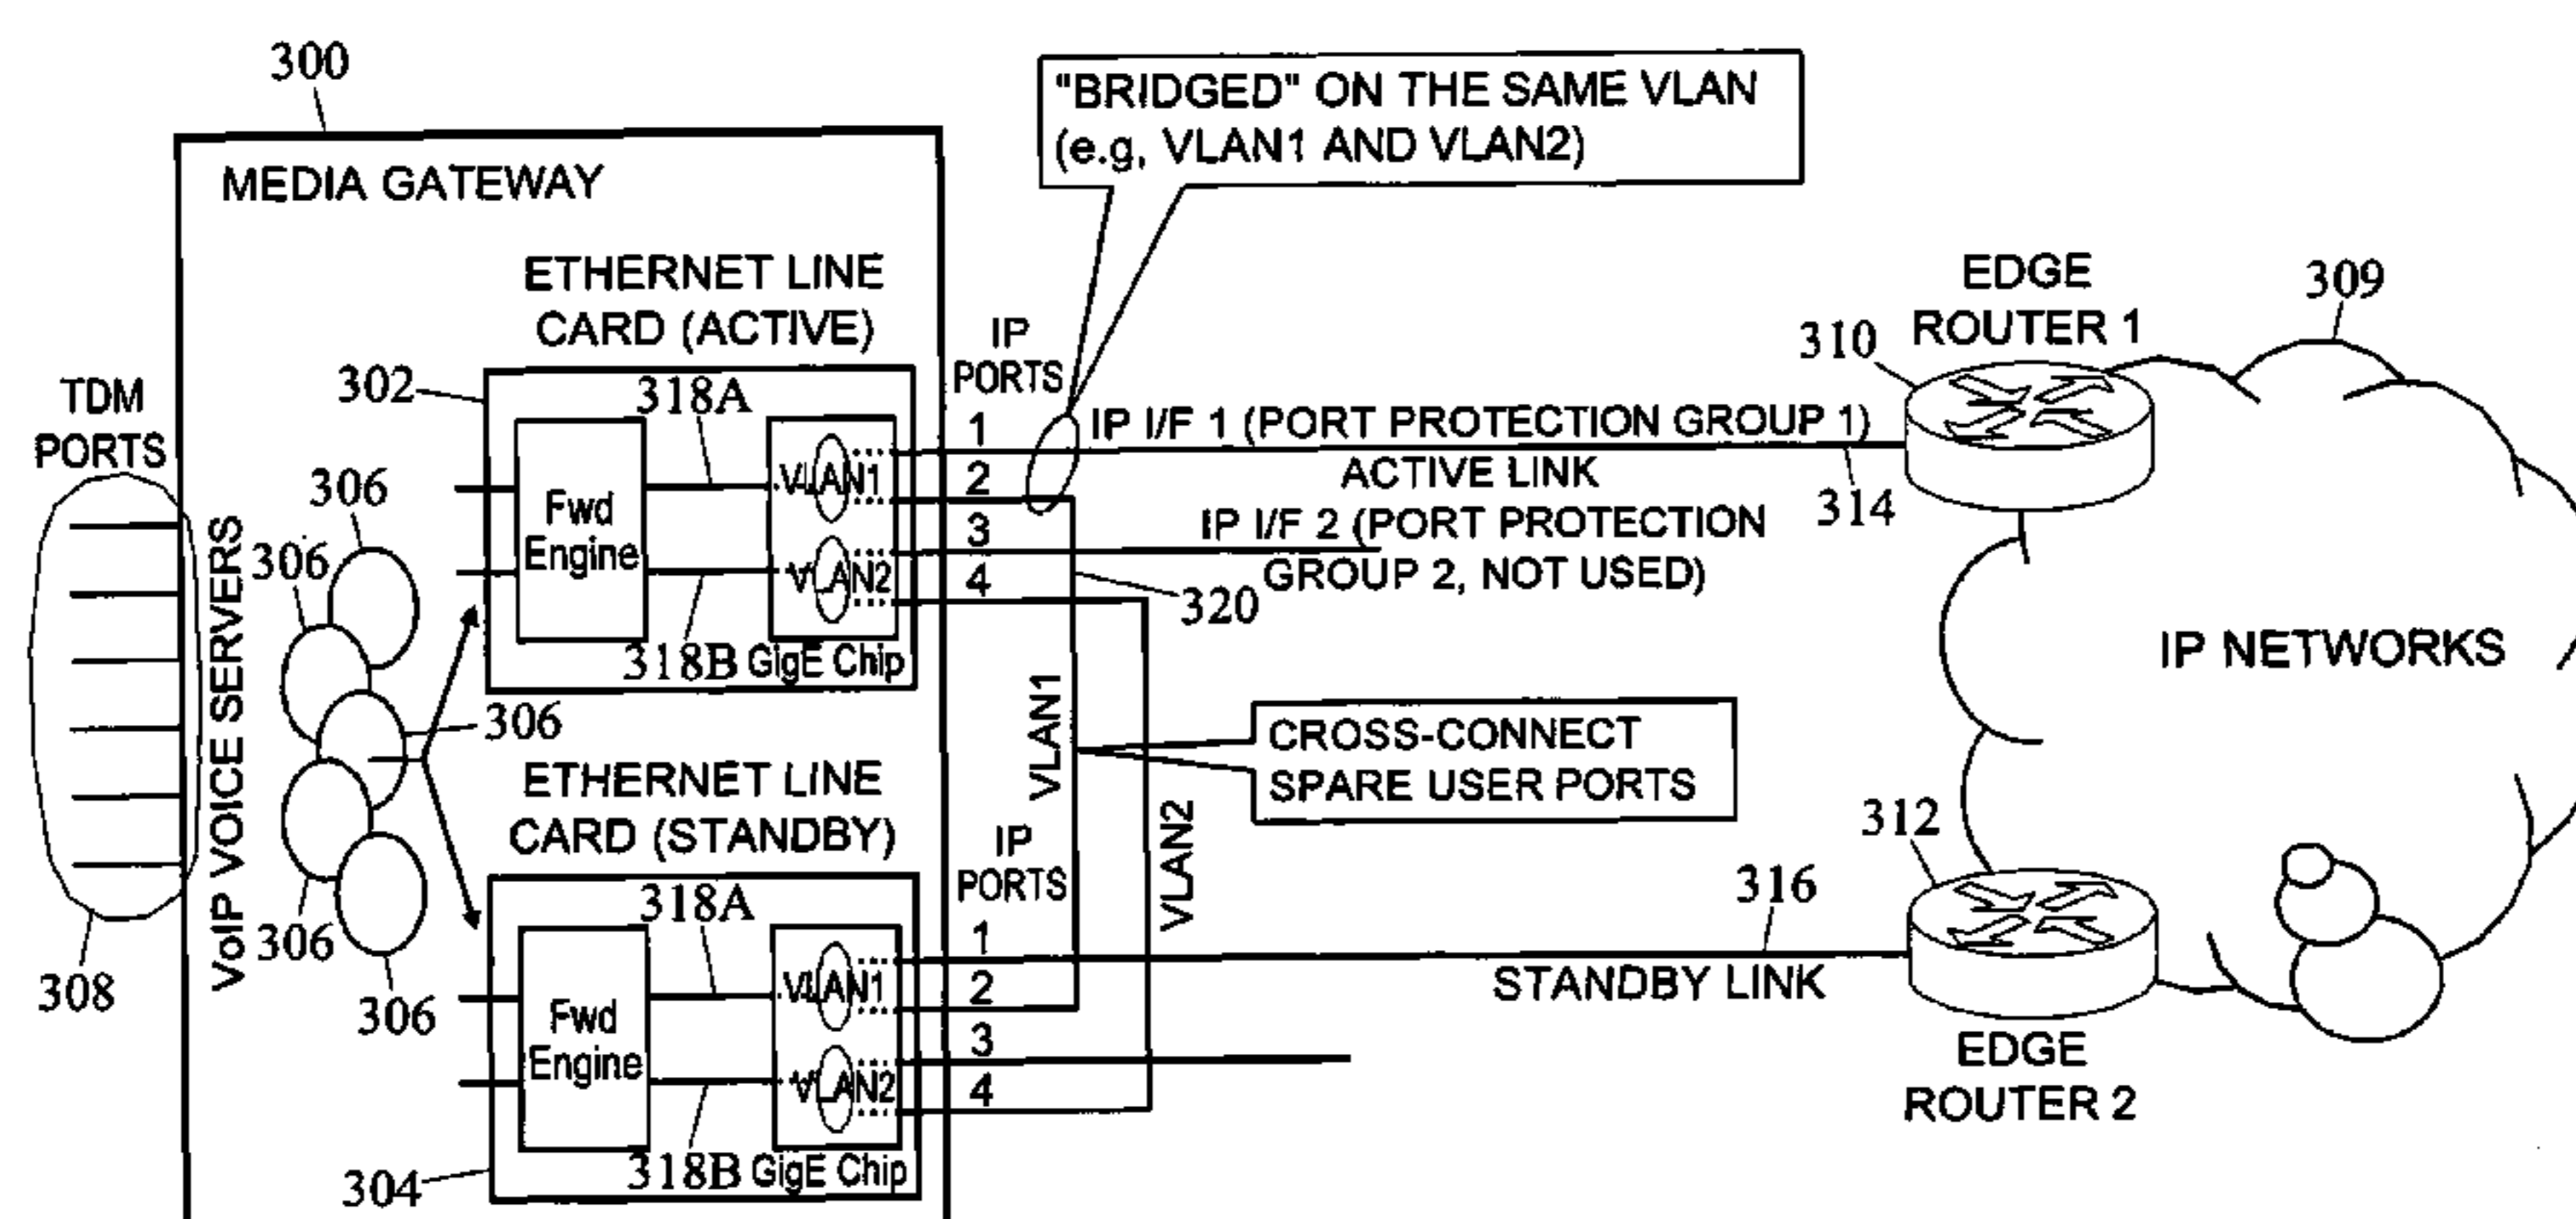 300
"BRIDGED" ON THE SAME VLAN
(e.g, VLAN1 AND VLAN2)
MEDIA GATEWAY
ETHERNET LINE
CARD (ACTIVE)
IP
PORTS
EDGE
ROUTER 1
309
310
302
318A
TDM
PORTS
1
IP I/F 1 (PORT PROTECTION GROUP 1)
VLAN1
2
ACTIVE LINK
314
306
306
Fwd
Engine
3
IP I/F 2 (PORT PROTECTION
GROUP 2, NOT USED)
VLAN2
4
320
318B
GigE Chip
IP NETWORKS
VoIP VOICE SERVERS
306
VLAN1
CROSS-CONNECT
SPARE USER PORTS
ETHERNET LINE
CARD (STANDBY)
IP
PORTS
VLAN2
312
316
318A
306
308
306
1
VLAN1
2
STANDBY LINK
Fwd
Engine
3
VLAN2
4
EDGE
ROUTER 2
304
318B
GigE Chip